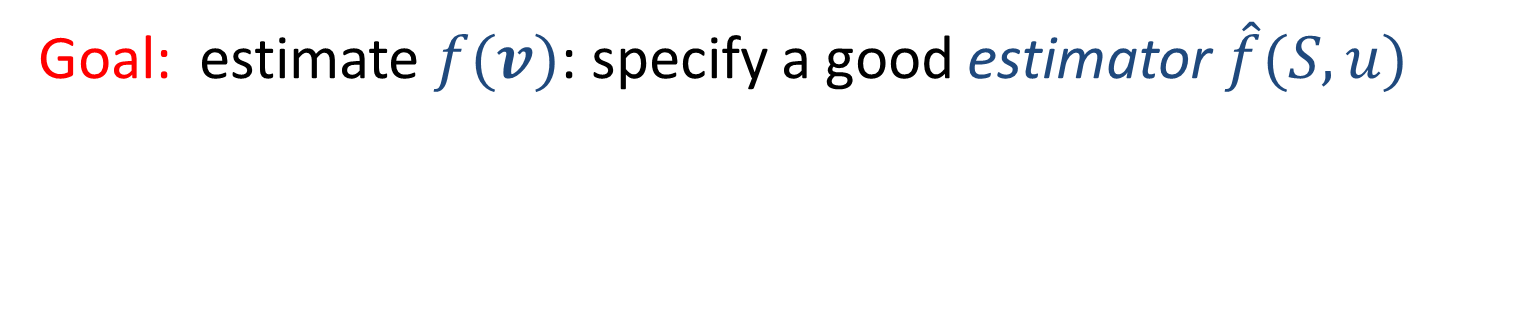 Goal: estimate f(v): specify a good estimator f̂(S, u)